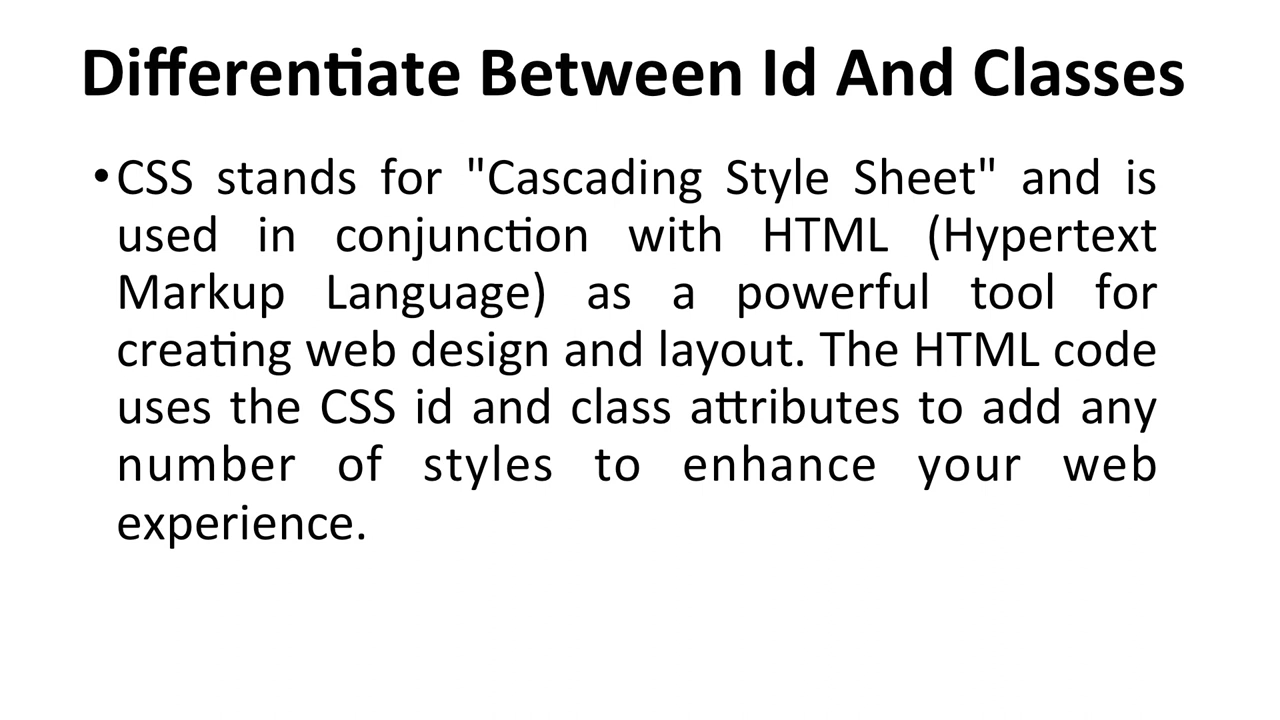 Differentiate Between Id And Classes
•CSS stands for "Cascading Style Sheet" and is
used in conjunction with HTML (Hypertext
Markup Language) as a powerful tool for
creating web design and layout. The HTML code
uses the CSS id and class attributes to add any
number of styles to enhance your web
experience.